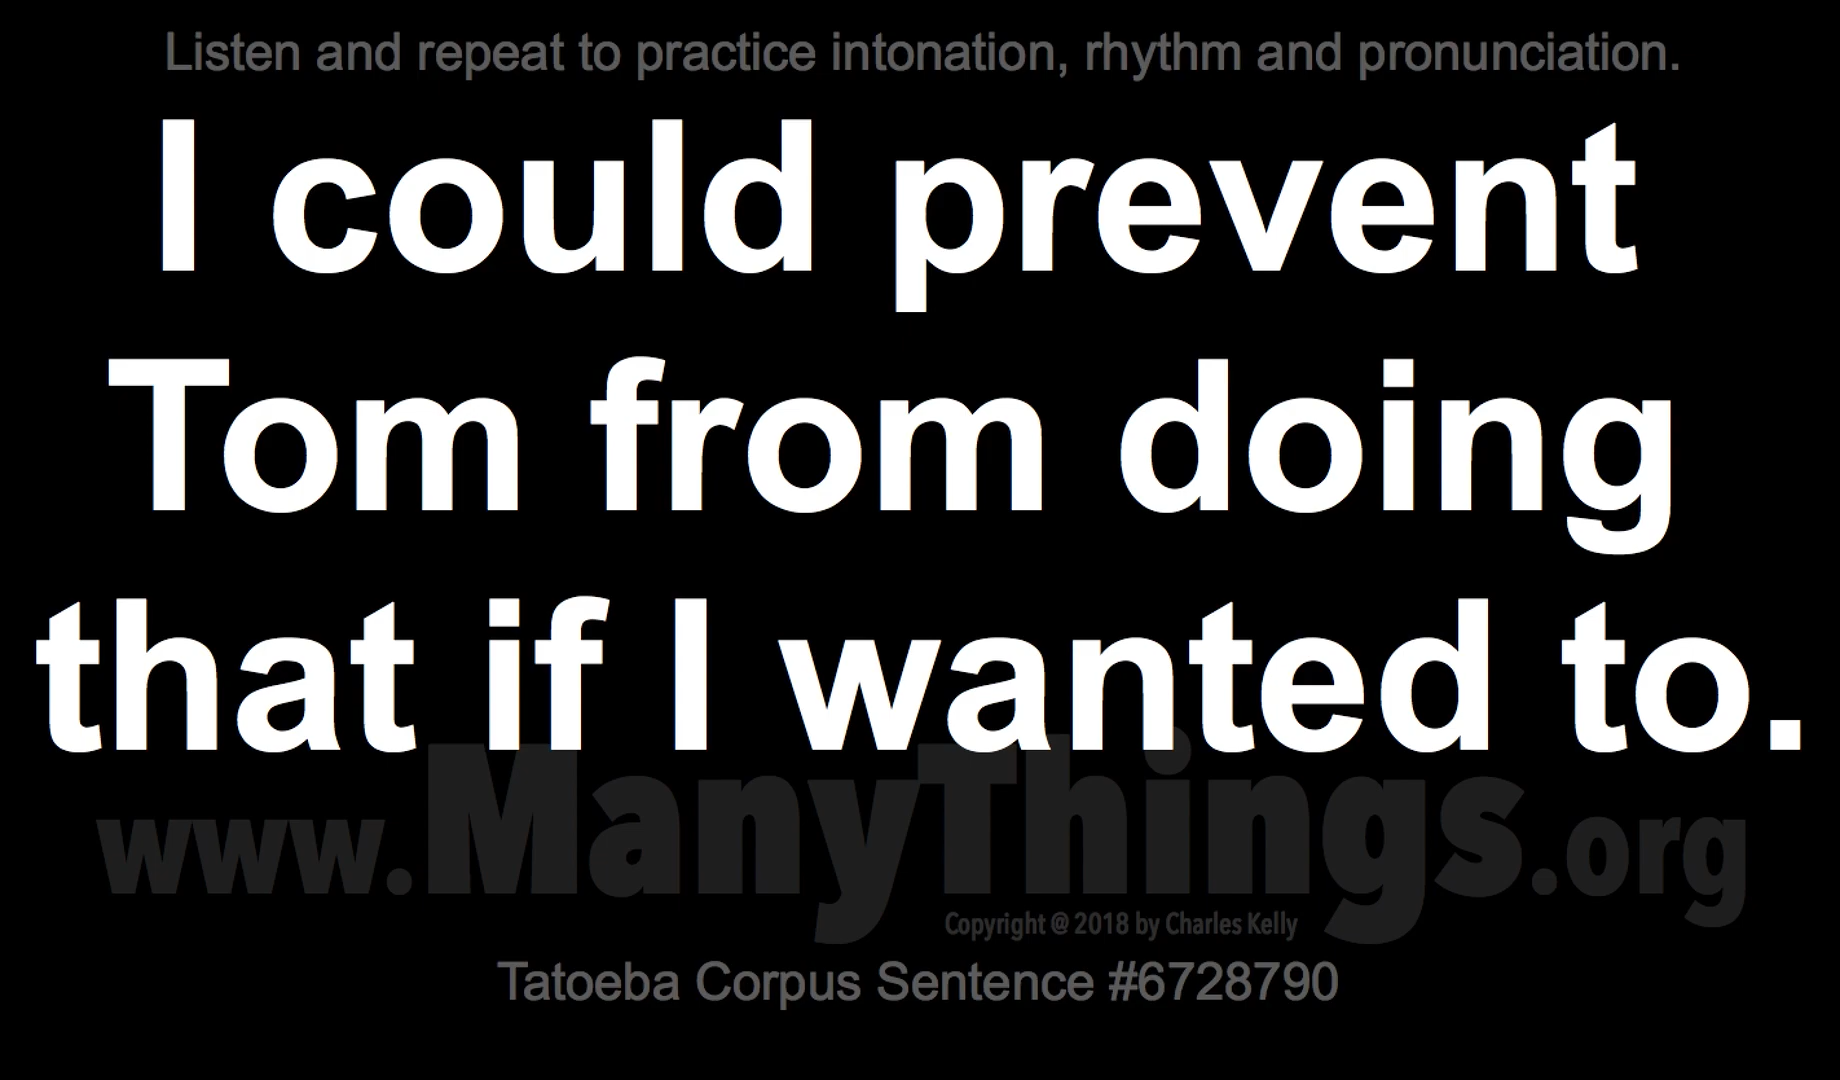 Listen and repeat to practice intonation, rhythm and pronunciation.
I could prevent
Tom from doing
that if I wanted to.
www.ManyThings.org
Copyright @ 2018 by Charles Kelly
Tatoeba Corpus Sentence #6728790